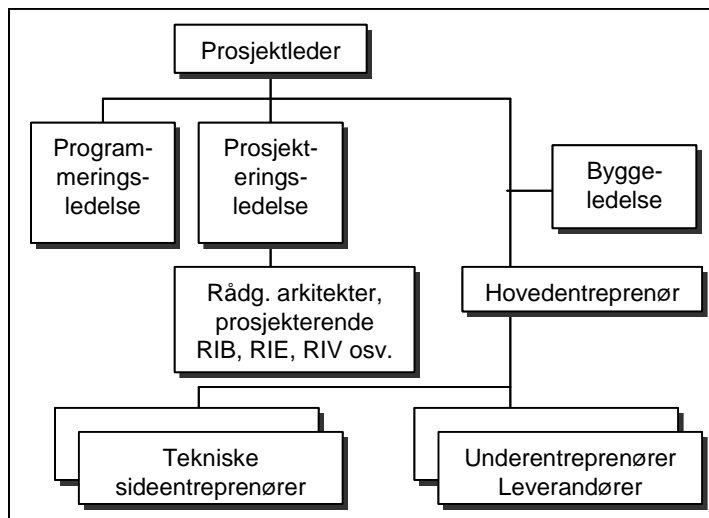 Prosjektleder
Program-
merings-
ledelse
Prosjekt-
erings-
ledelse
Bygge-
ledelse
Rådg. arkitekter,
prosjekterende
RIB, RIE, RIV osv.
Hovedentreprenør
Tekniske
sideentreprenører
Underentreprenører
Leverandører